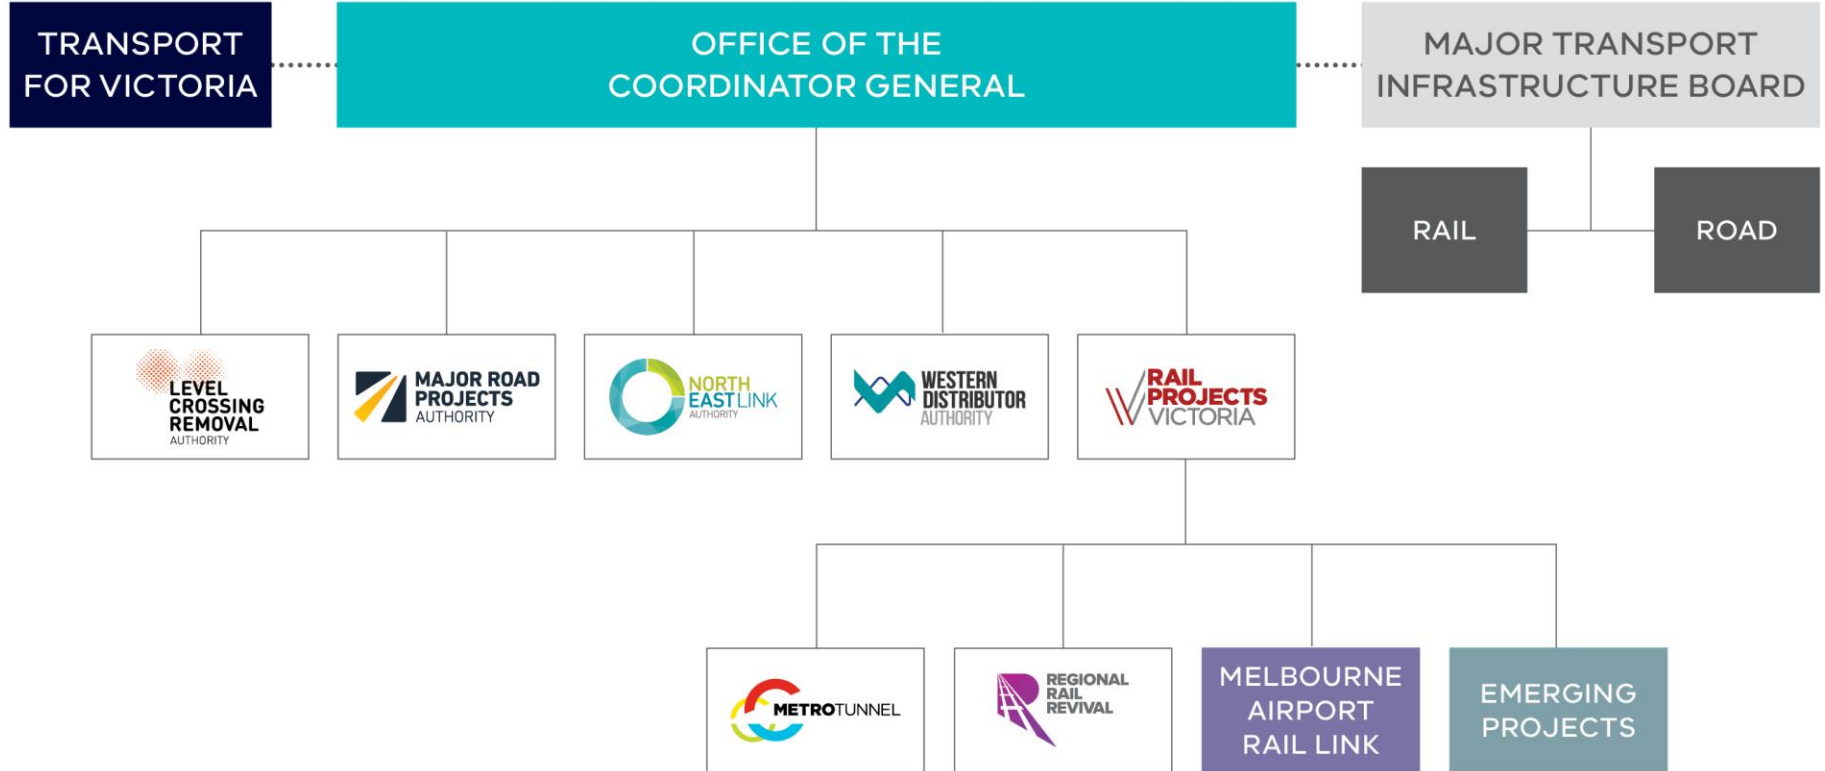 TRANSPORT
FOR VICTORIA
OFFICE OF THE
COORDINATOR GENERAL
MAJOR TRANSPORT
INFRASTRUCTURE BOARD
RAIL
ROAD
LEVEL
CROSSING
REMOVAL
AUTHORITY
MAJOR ROAD
PROJECTS
AUTHORITY
NORTH
EASTLINK
AUTHORITY
WESTERN
DISTRIBUTOR
AUTHORITY
RAIL
PROJECTS
VICTORIA
METROTUNNEL
REGIONAL
RAIL
REVIVAL
MELBOURNE
AIRPORT
RAIL LINK
EMERGING
PROJECTS